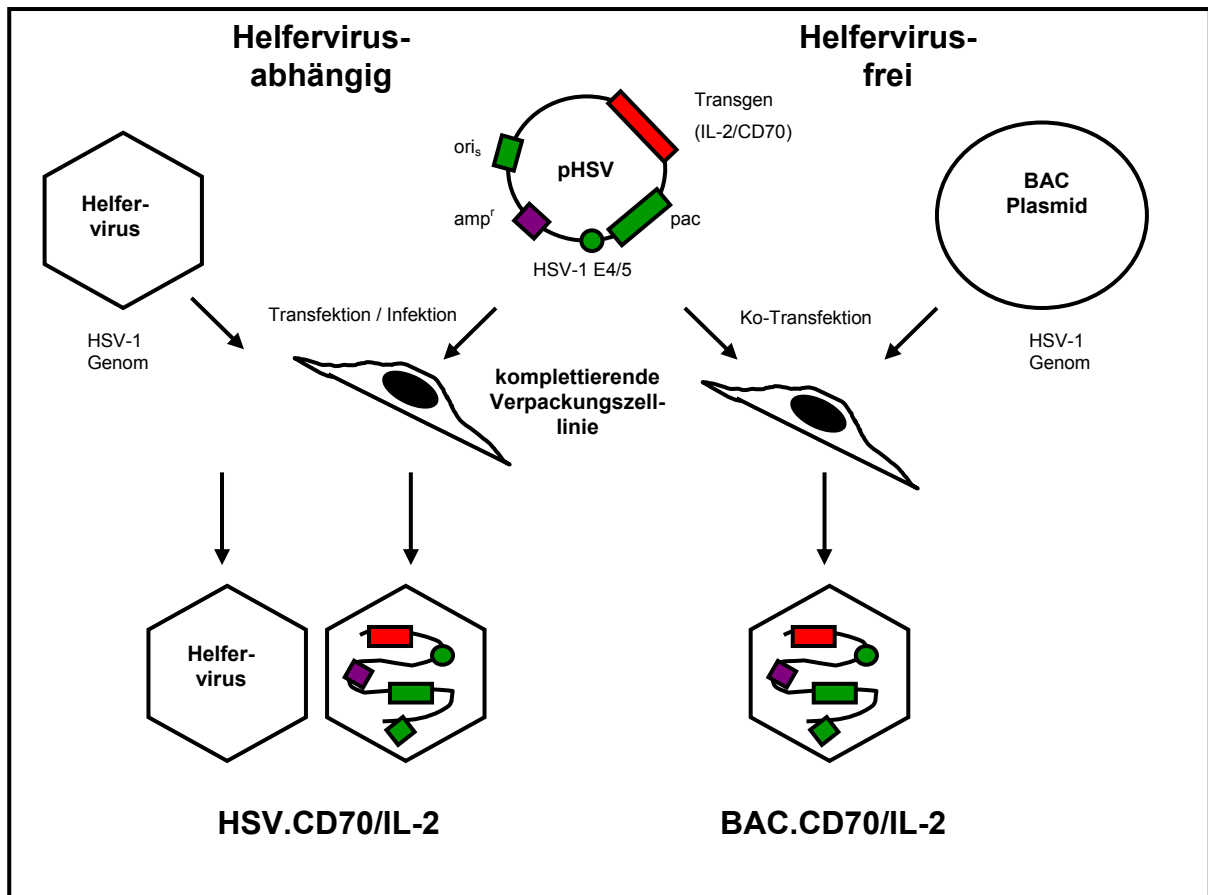 Helfervirus-
abhängig
Helfervirus-
frei
Transgen
(IL-2/CD70)
ori_s
pHSV
amp^r
pac
HSV-1 E4/5
Helfer-
virus
BAC
Plasmid
HSV-1
Genom
Transfektion / Infektion
Ko-Transfektion
HSV-1
Genom
komplettierende
Verpackungszell-
linie
Helfer-
virus
HSV.CD70/IL-2
BAC.CD70/IL-2